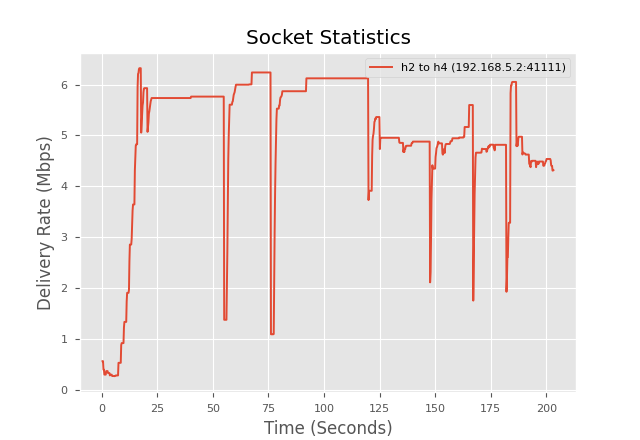 Socket Statistics
h2 to h4 (192.168.5.2:41111)
Delivery Rate (Mbps)
6
5
4
3
2
1
0
0 25 50 75 100 125 150 175 200
Time (Seconds)